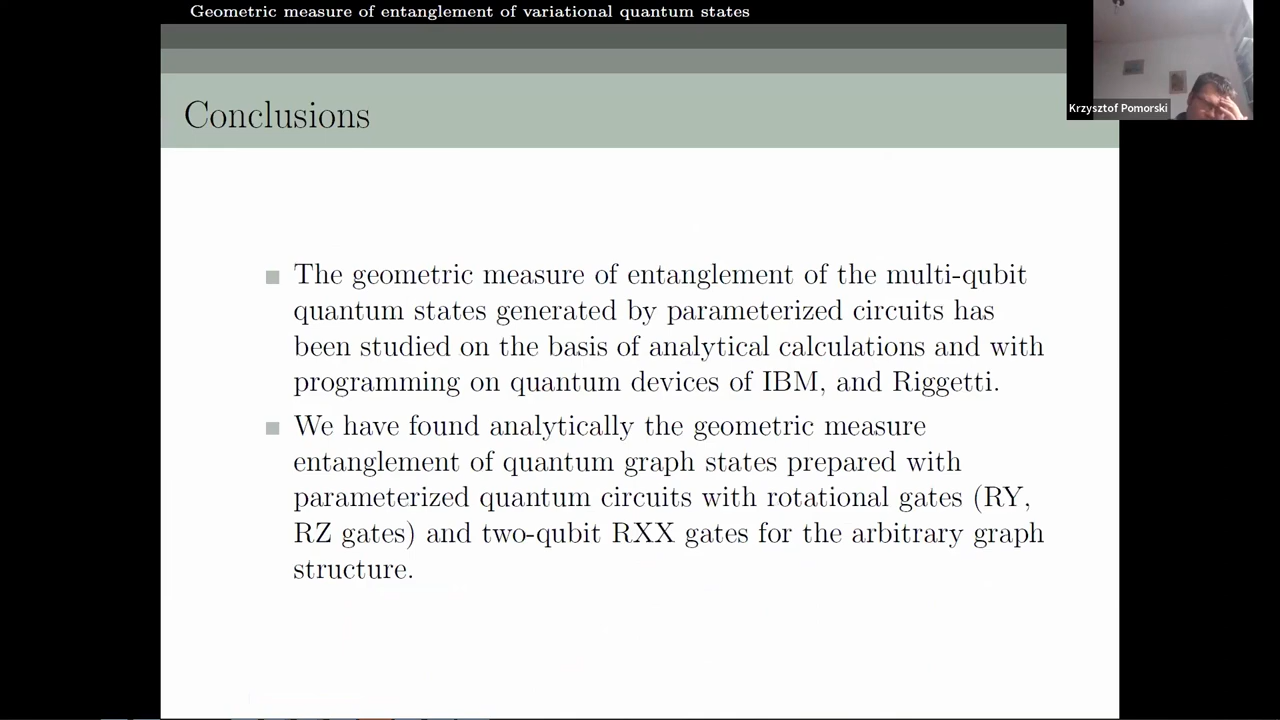 Geometric measure of entanglement of variational quantum states
Krzysztof Pomorski
Conclusions
The geometric measure of entanglement of the multi-qubit
quantum states generated by parameterized circuits has
been studied on the basis of analytical calculations and with
programming on quantum devices of IBM, and Riggetti.
We have found analytically the geometric measure
entanglement of quantum graph states prepared with
parameterized quantum circuits with rotational gates (RY,
RZ gates) and two-qubit RXX gates for the arbitrary graph
structure.